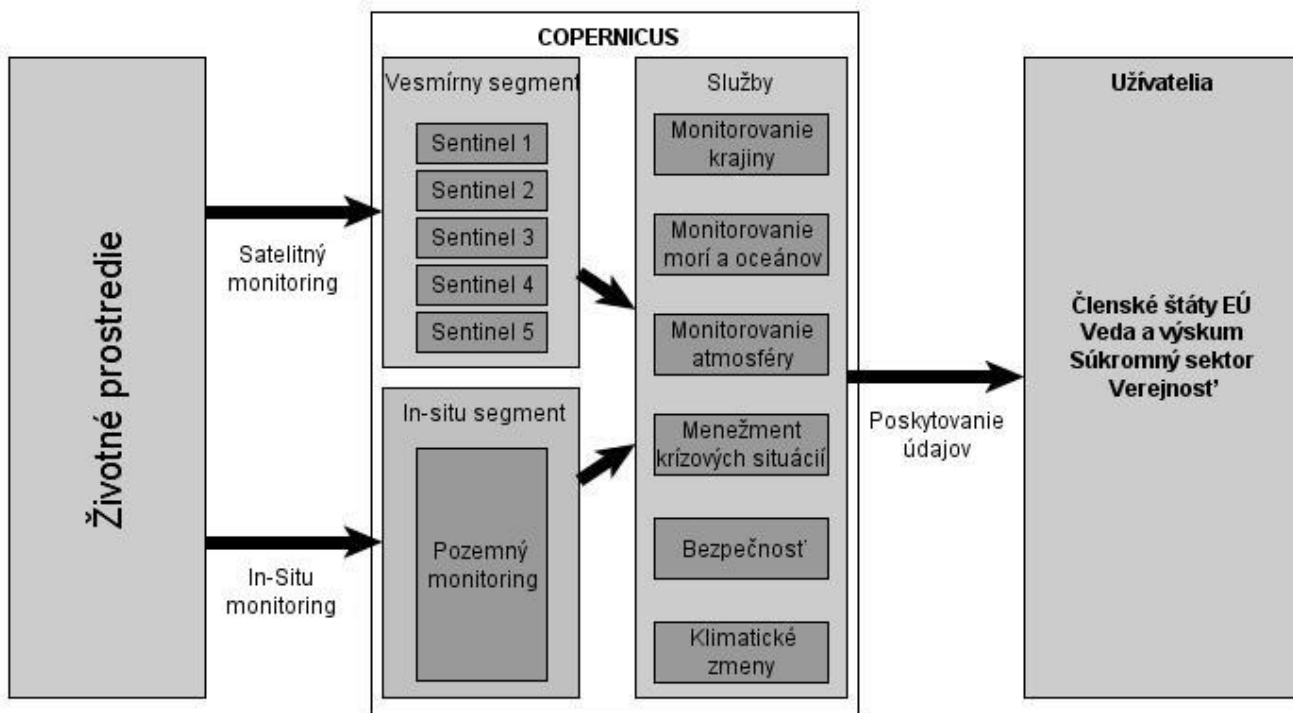 COPERNICUS
Životné prostredie
Satelitný
monitoring
In-Situ
monitoring
Vesmírny segment
Sentinel 1
Sentinel 2
Sentinel 3
Sentinel 4
Sentinel 5
In-situ segment
Pozemný
monitoring
Služby
Monitorovanie
krajiny
Monitorovanie
morí a oceánov
Monitorovanie
atmosféry
Menežment
krízových situácií
Bezpečnosť
Klimatické
zmeny
Poskytovanie
údajov
Užívatelia
Členské štáty EÚ
Veda a výskum
Súkromný sektor
Verejnosť